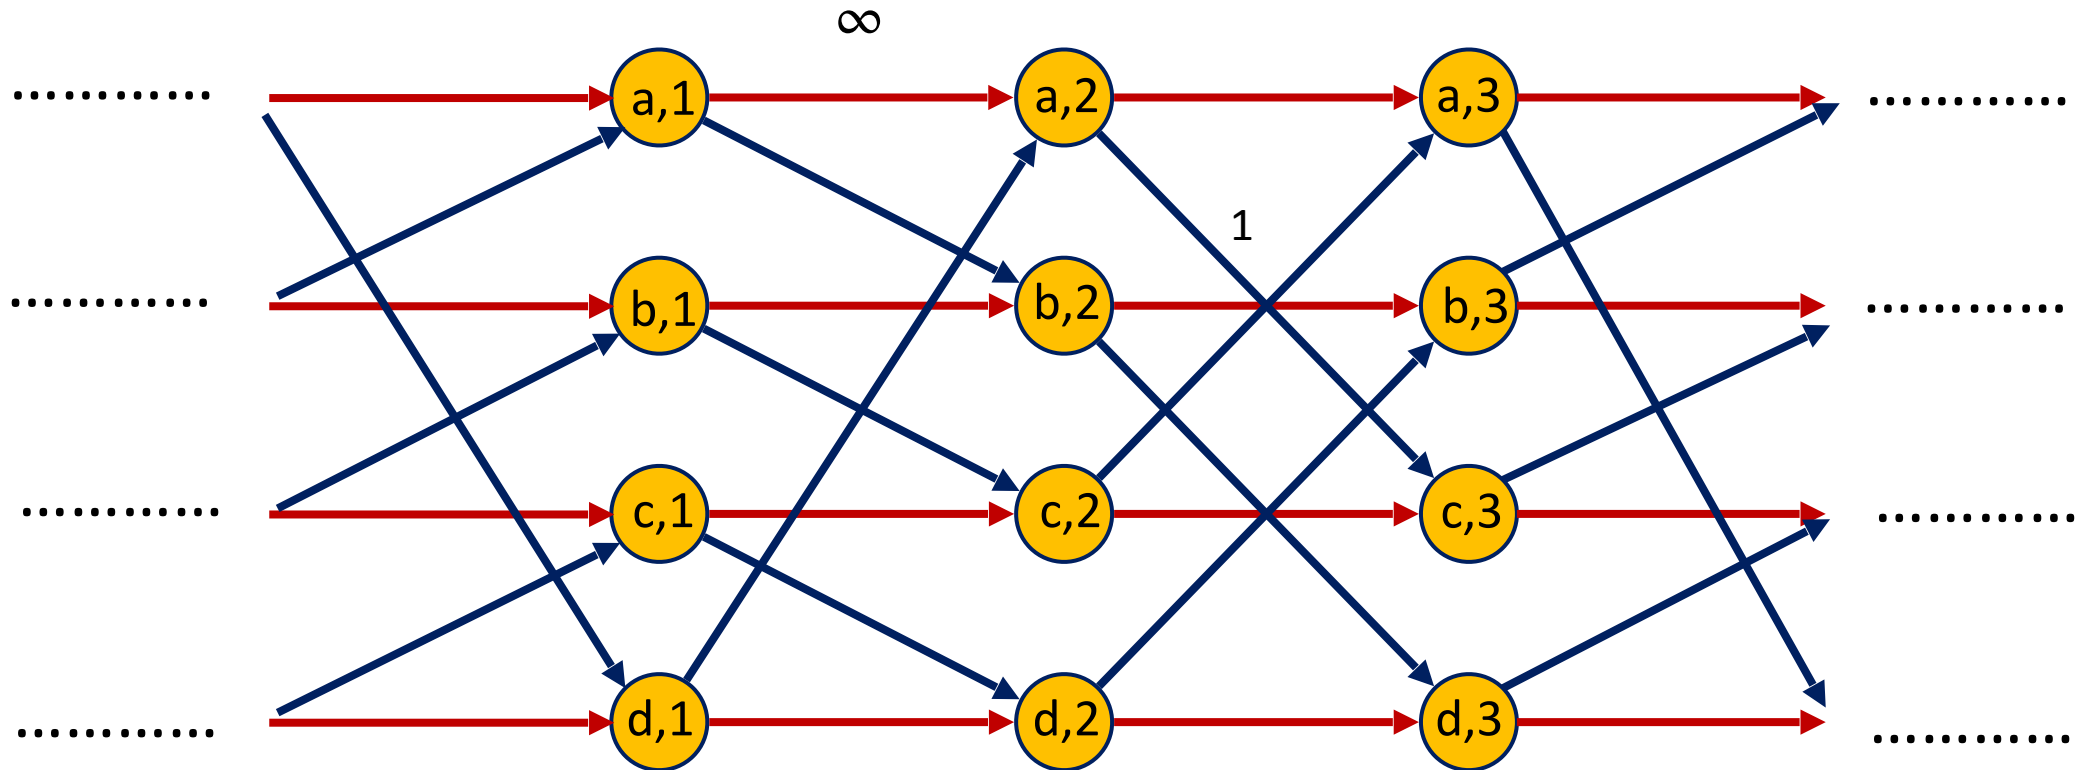 ∞
………… a,1 a,2 a,3 …………
1
………… b,1 b,2 b,3 …………
………… c,1 c,2 c,3 …………
………… d,1 d,2 d,3 …………